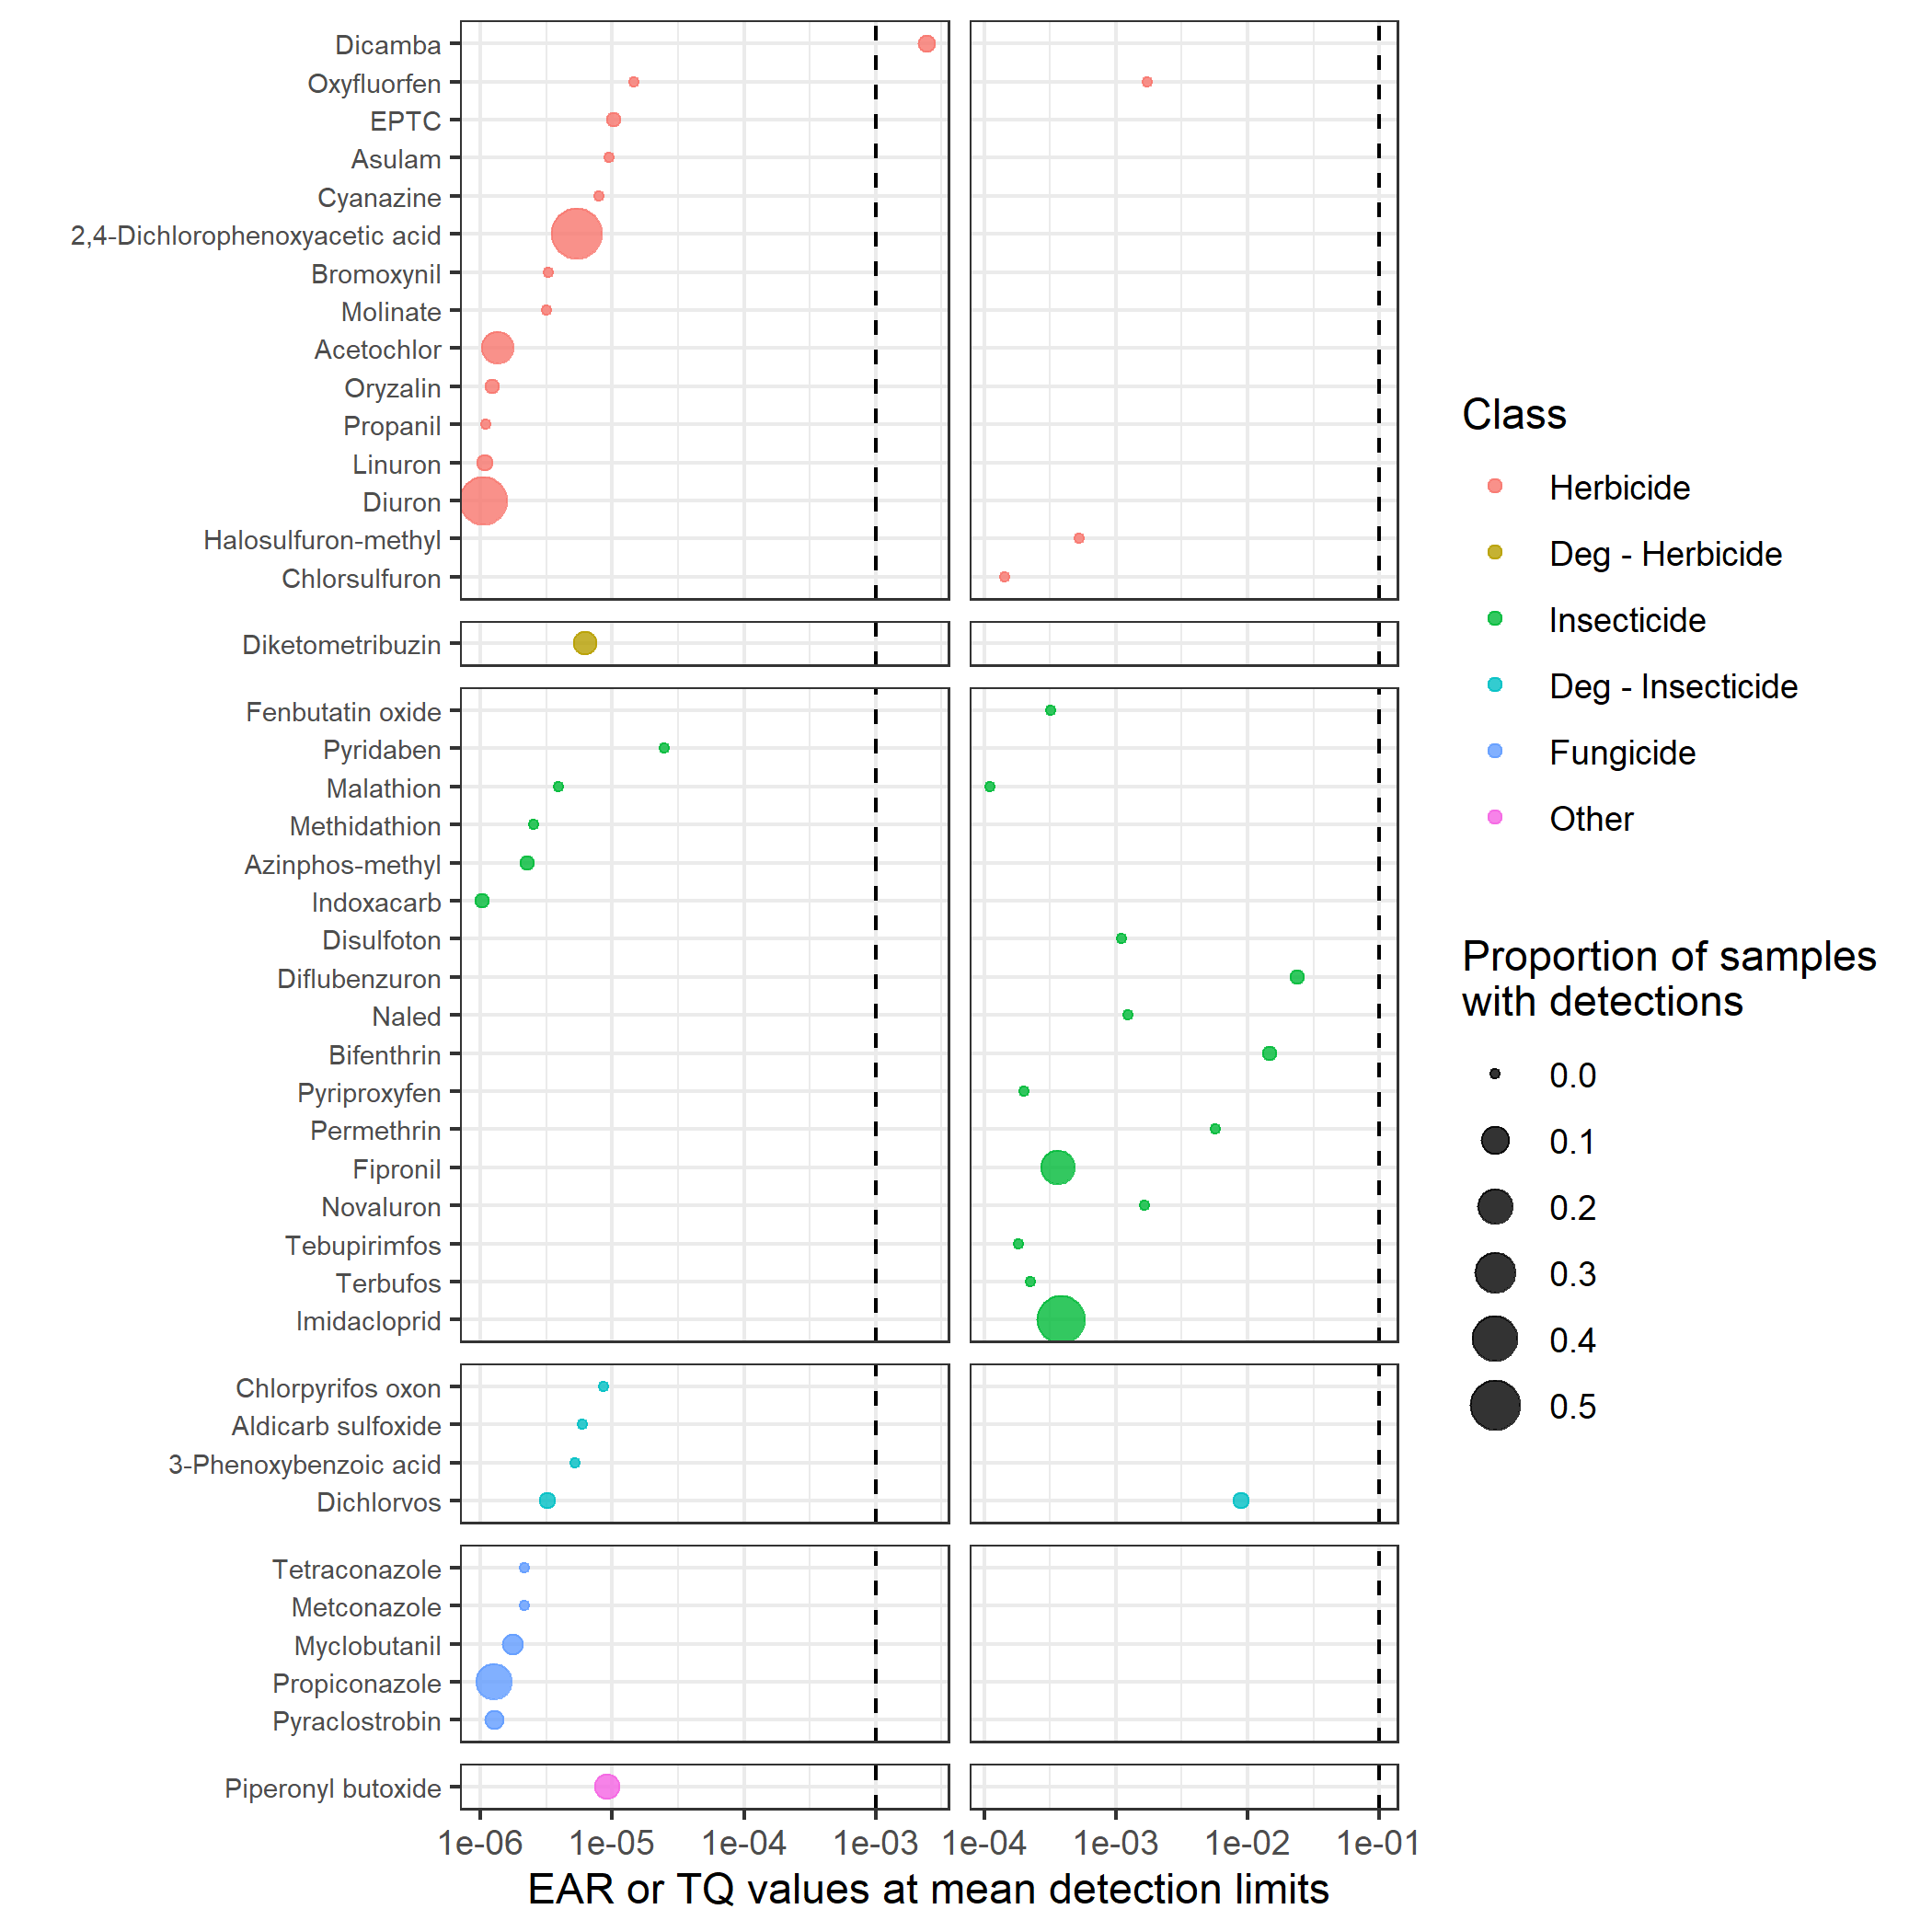 Dicamba
Oxyfluorfen
EPTC
Asulam
Cyanazine
2,4-Dichlorophenoxyacetic acid
Bromoxynil
Molinate
Acetochlor
Oryzalin
Propanil
Linuron
Diuron
Halosulfuron-methyl
Chlorsulfuron
Diketometribuzin
Fenbutatin oxide
Pyridaben
Malathion
Methidathion
Azinphos-methyl
Indoxacarb
Disulfoton
Diflubenzuron
Naled
Bifenthrin
Pyriproxyfen
Permethrin
Fipronil
Novaluron
Tebupirimfos
Terbufos
Imidacloprid
Chlorpyrifos oxon
Aldicarb sulfoxide
3-Phenoxybenzoic acid
Dichlorvos
Tetraconazole
Metconazole
Myclobutanil
Propiconazole
Pyraclostrobin
Piperonyl butoxide
1e-06 1e-05 1e-04 1e-03 1e-04 1e-03 1e-02 1e-01
EAR or TQ values at mean detection limits
Class
Herbicide
Deg - Herbicide
Insecticide
Deg - Insecticide
Fungicide
Other
Proportion of samples
with detections
0.0
0.1
0.2
0.3
0.4
0.5